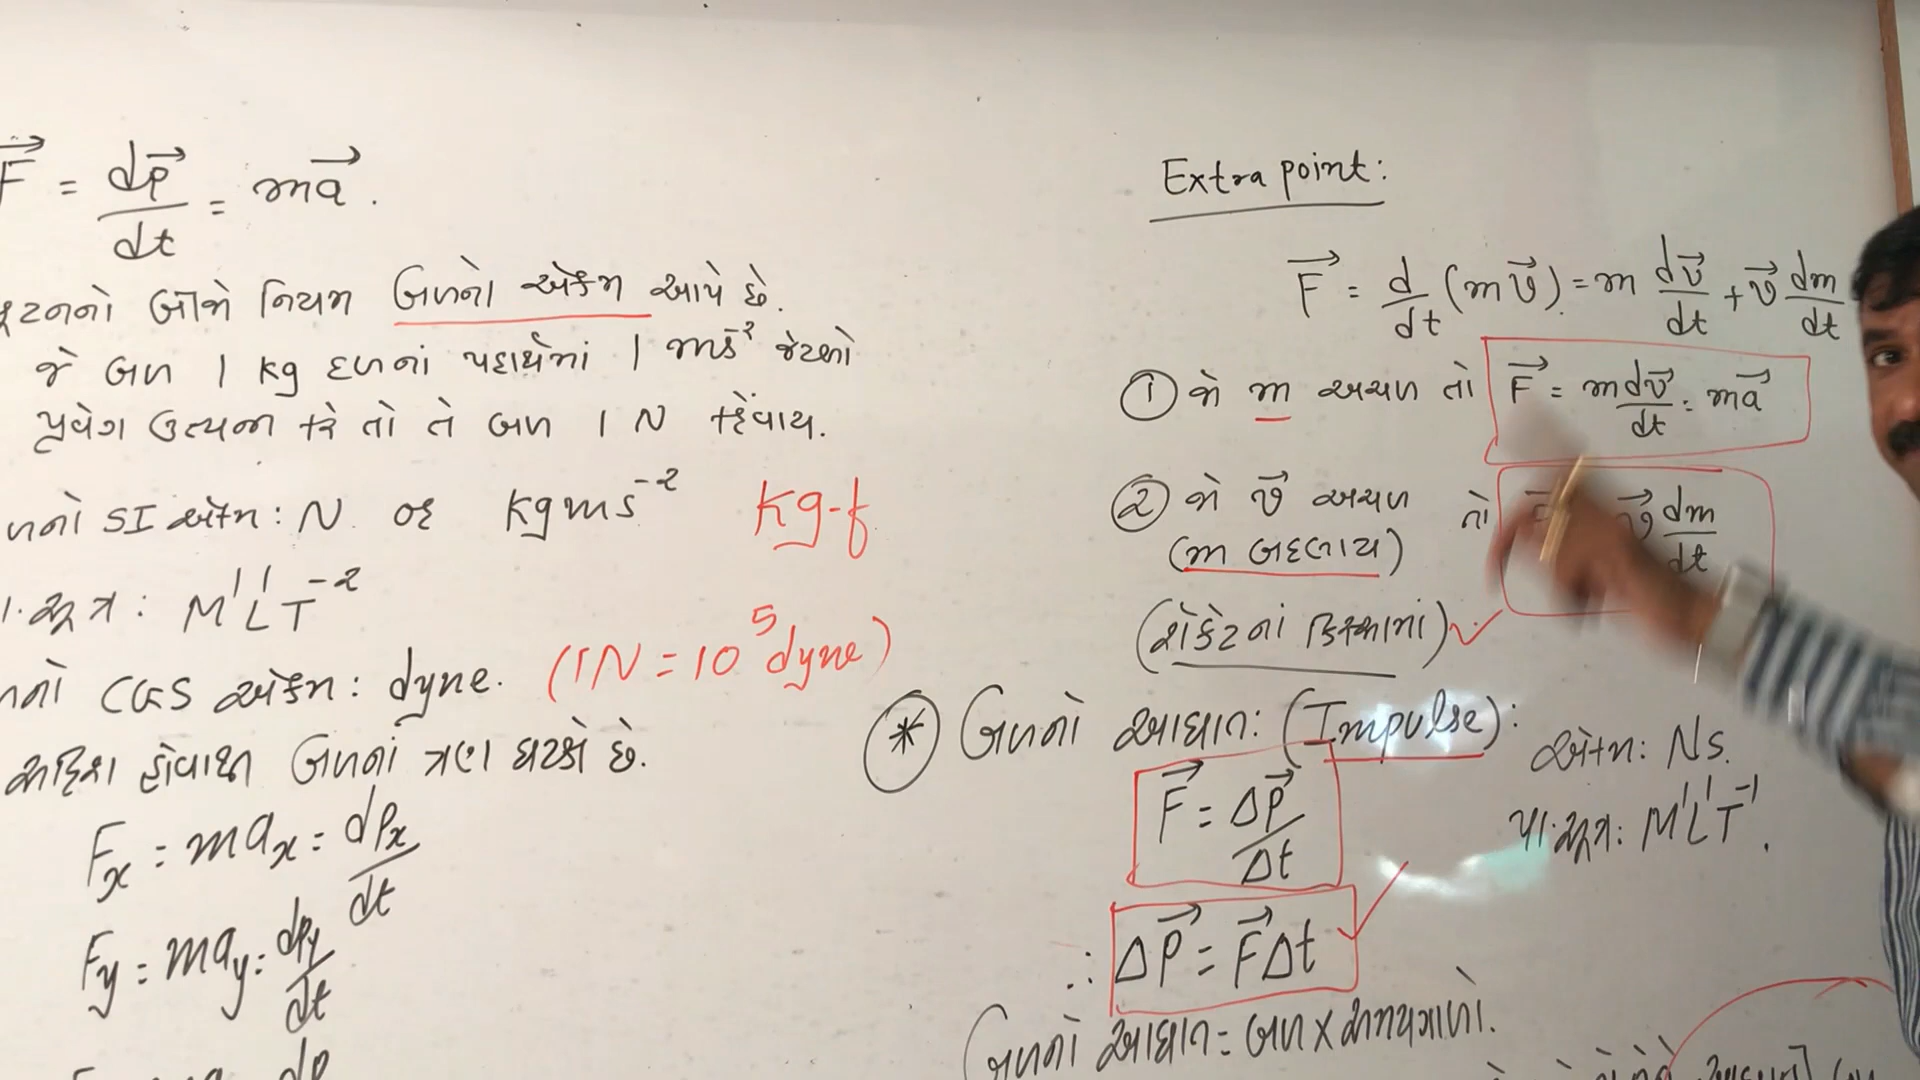 F⃗ = dp⃗/dt = ma⃗.
ટનનો બીજો નિયમ બળનો એકમ આપે છે.
જે બળ 1 kg દળનાં પદાર્થમાં 1 ms⁻² જેટલો
પ્રવેગ ઉત્પન્ન કરે તો તે બળ 1 N કહેવાય.
નો SI એકમ: N or kgms⁻² kg-f
સૂત્ર: M¹L¹T⁻²
નો CGS એકમ: dyne. (1N = 10⁵ dyne)
સદિશ હોવાથી બળનાં ત્રણ ઘટકો છે.
Fx = max = dpx/dt
Fy = may = dpy/dt
Extra point:
F⃗ = d/dt (mv⃗) = m dv⃗/dt + v⃗ dm/dt
① જો m અચળ તો F⃗ = m dv⃗/dt = ma⃗
② જો v⃗ અચળ તો v⃗ dm/dt
(m બદલાય)
(રોકેટનાં કિસ્સામાં) ✓
* બળનો આઘાત: (Impulse):
F⃗ = Δp⃗/Δt
એકમ: Ns.
પા.સૂત્ર: M¹L¹T⁻¹.
∴ ΔP⃗ = F⃗Δt ✓
બળનો આઘાત = બળ × સમયગાળો.